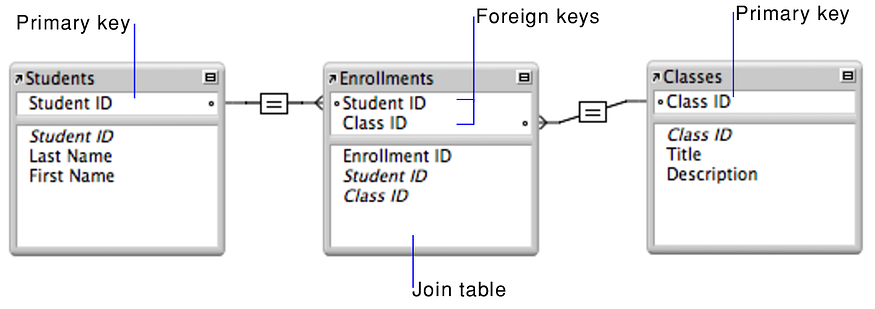 Primary key
Foreign keys
Primary key
Students
Student ID
Student ID
Last Name
First Name
Enrollments
Student ID
Class ID
Enrollment ID
Student ID
Class ID
Classes
Class ID
Class ID
Title
Description
Join table